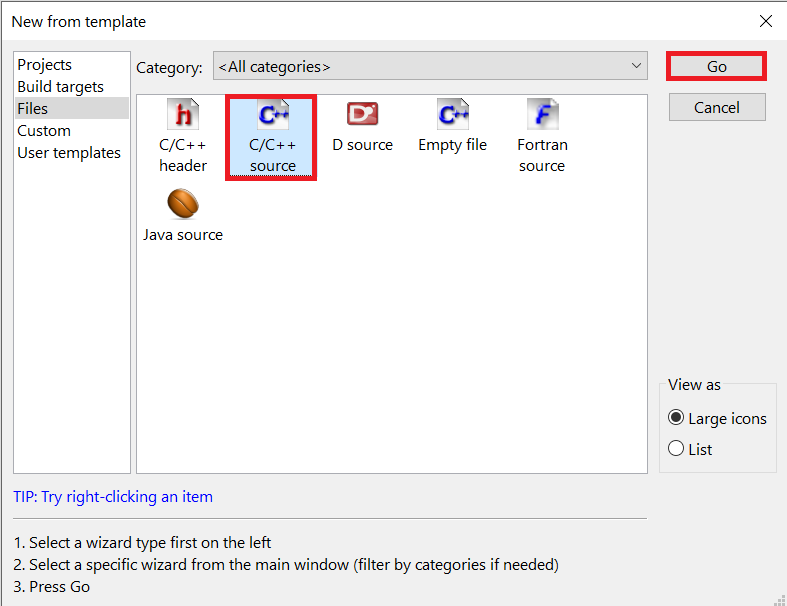 New from template
Projects
Build targets
Files
Custom
User templates
Category:
<All categories>
Go
Cancel
h
C/C++
header
C++
C/C++
source
D
D source
C++
Empty file
F
Fortran
source
Java source
View as
Large icons
List
TIP: Try right-clicking an item
1. Select a wizard type first on the left
2. Select a specific wizard from the main window (filter by categories if needed)
3. Press Go